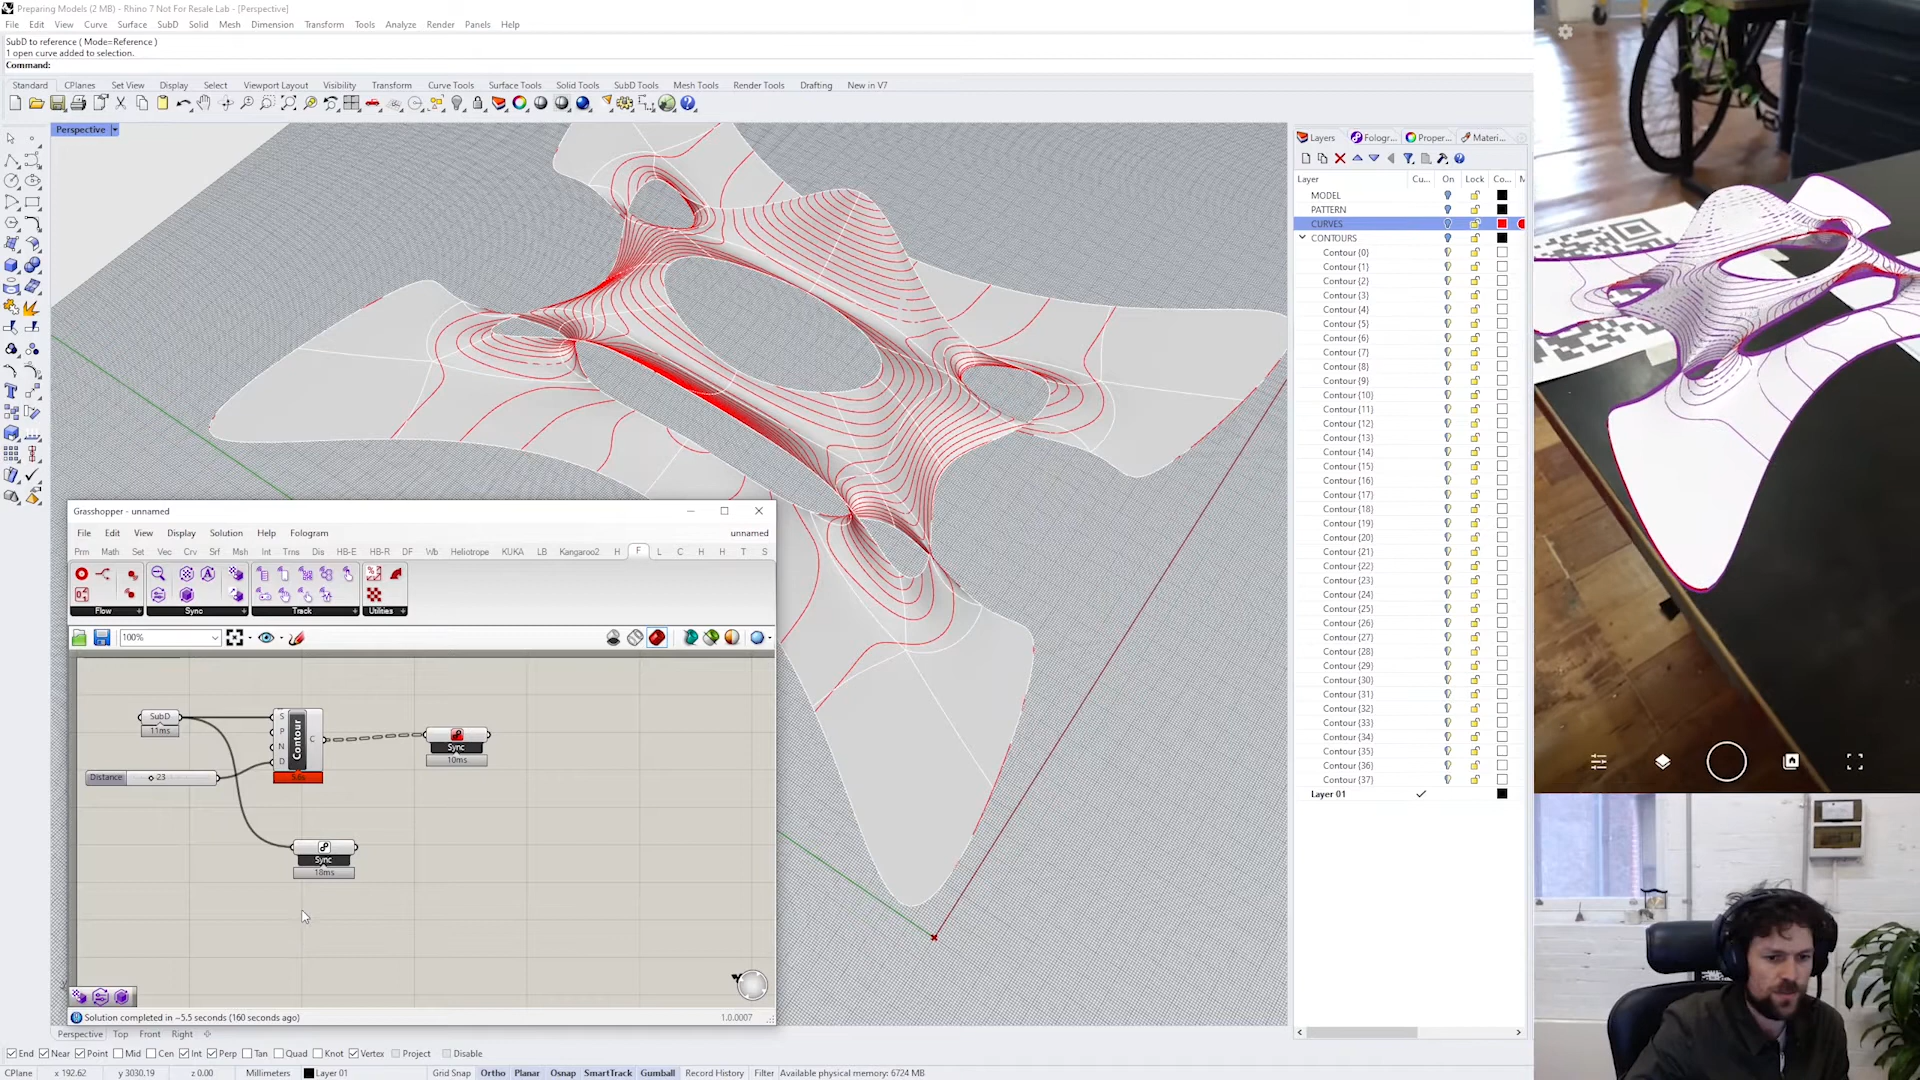 Preparing Models (2 MB) - Rhino 7 Not For Resale Lab - [Perspective]
File Edit View Curve Surface SubD Solid Mesh Dimension Transform Tools Analyze Render Panels Help
SubD to reference ( Mode=Reference )
1 open curve added to selection.
Command:
Standard CPlanes Set View Display Select Viewport Layout Visibility Transform Curve Tools Surface Tools Solid Tools SubD Tools Mesh Tools Render Tools Drafting New in V7
Perspective
Layers Fologr... Proper... Materi...
Layer Cu... On Lock Co... M
MODEL
PATTERN
CURVES
CONTOURS
Contour {0}
Contour {1}
Contour {2}
Contour {3}
Contour {4}
Contour {5}
Contour {6}
Contour {7}
Contour {8}
Contour {9}
Contour {10}
Contour {11}
Contour {12}
Contour {13}
Contour {14}
Contour {15}
Contour {16}
Contour {17}
Contour {18}
Contour {19}
Contour {20}
Contour {21}
Contour {22}
Contour {23}
Contour {24}
Contour {25}
Contour {26}
Contour {27}
Contour {28}
Contour {29}
Contour {30}
Contour {31}
Contour {32}
Contour {33}
Contour {34}
Contour {35}
Contour {36}
Contour {37}
Layer 01
Grasshopper - unnamed
File Edit View Display Solution Help Fologram unnamed
Prm Math Set Vec Crv Srf Msh Int Trns Dis HB-E HB-R DF Wb Heliotrope KUKA LB Kangaroo2 H F L C H H T S
Flow Sync Track Utilities
100%
SubD
11ms
S
P
N
D
Contour
C
5.6s
Sync
10ms
Distance 23
Sync
18ms
Solution completed in ~5.5 seconds (160 seconds ago) 1.0.0007
Perspective Top Front Right
End Near Point Mid Cen Int Perp Tan Quad Knot Vertex Project Disable
CPlane x 192.62 y 3030.19 z 0.00 Millimeters Layer 01 Grid Snap Ortho Planar Osnap SmartTrack Gumball Record History Filter Available physical memory: 6724 MB